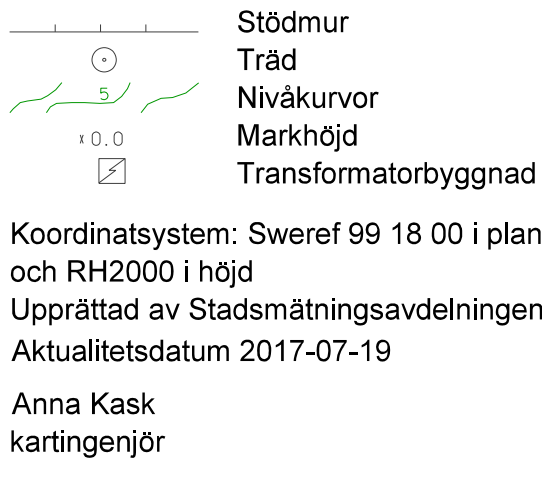 Stödmur
Träd
5 Nivåkurvor
x 0.0 Markhöjd
Transformatorbyggnad
Koordinatsystem: Sweref 99 18 00 i plan
och RH2000 i höjd
Upprättad av Stadsmätningsavdelningen
Aktualitetsdatum 2017-07-19
Anna Kask
kartingenjör